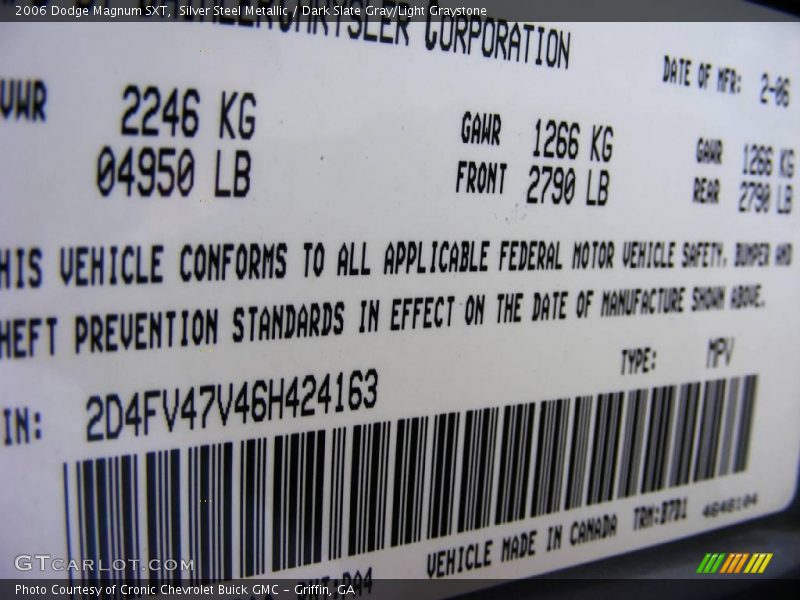 2006 Dodge Magnum SXT, Silver Steel Metallic / Dark Slate Gray/Light Graystone
CORPORATION
DATE OF MFR: 2-06
VWR 2246 KG GAWR 1266 KG GAWR 1266 KG
04950 LB FRONT 2790 LB REAR 2790 LB
HIS VEHICLE CONFORMS TO ALL APPLICABLE FEDERAL MOTOR VEHICLE SAFETY, BUMPER AND
HEFT PREVENTION STANDARDS IN EFFECT ON THE DATE OF MANUFACTURE SHOWN ABOVE.
TYPE: MPV
IN: 2D4FV47V46H424163
VEHICLE MADE IN CANADA TRM:B7D1 4648104
PA4
GTcarlot.com
Photo Courtesy of Cronic Chevrolet Buick GMC – Griffin, GA